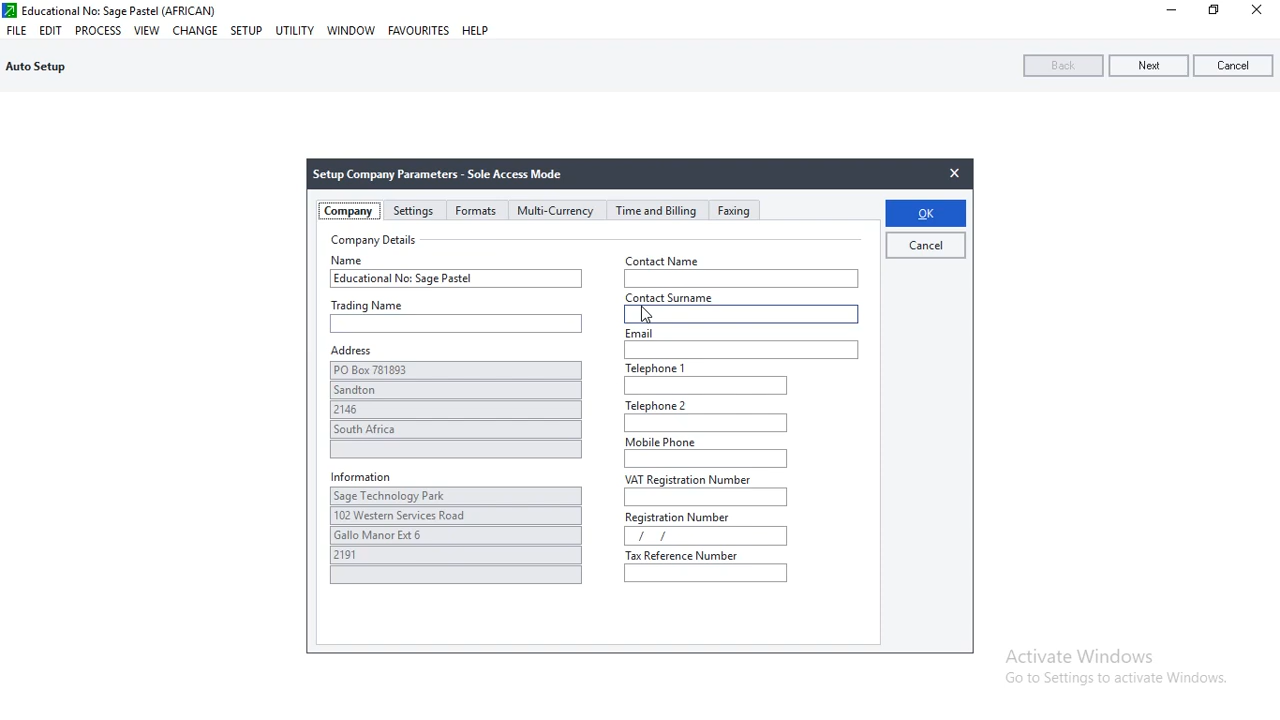 Educational No: Sage Pastel (AFRICAN)
FILE EDIT PROCESS VIEW CHANGE SETUP UTILITY WINDOW FAVOURITES HELP
Auto Setup
Back Next Cancel
Setup Company Parameters - Sole Access Mode
Company Settings Formats Multi-Currency Time and Billing Faxing
OK
Cancel
Company Details
Name
Educational No: Sage Pastel
Trading Name
Address
PO Box 781893
Sandton
2146
South Africa
Information
Sage Technology Park
102 Western Services Road
Gallo Manor Ext 6
2191
Contact Name
Contact Surname
Email
Telephone 1
Telephone 2
Mobile Phone
VAT Registration Number
Registration Number
/ /
Tax Reference Number
Activate Windows
Go to Settings to activate Windows.